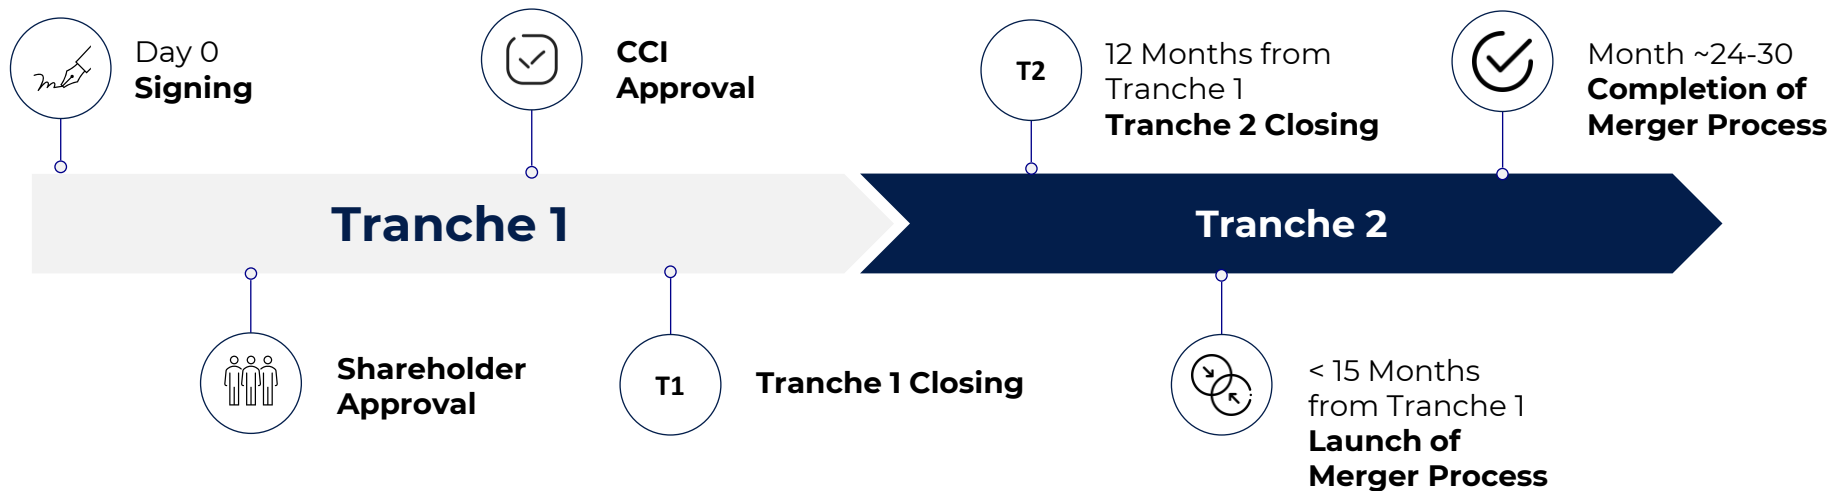 Day 0
Signing
CCI
Approval
T2
12 Months from
Tranche 1
Tranche 2 Closing
Month ~24-30
Completion of
Merger Process
Tranche 1
Tranche 2
Shareholder
Approval
T1
Tranche 1 Closing
< 15 Months
from Tranche 1
Launch of
Merger Process